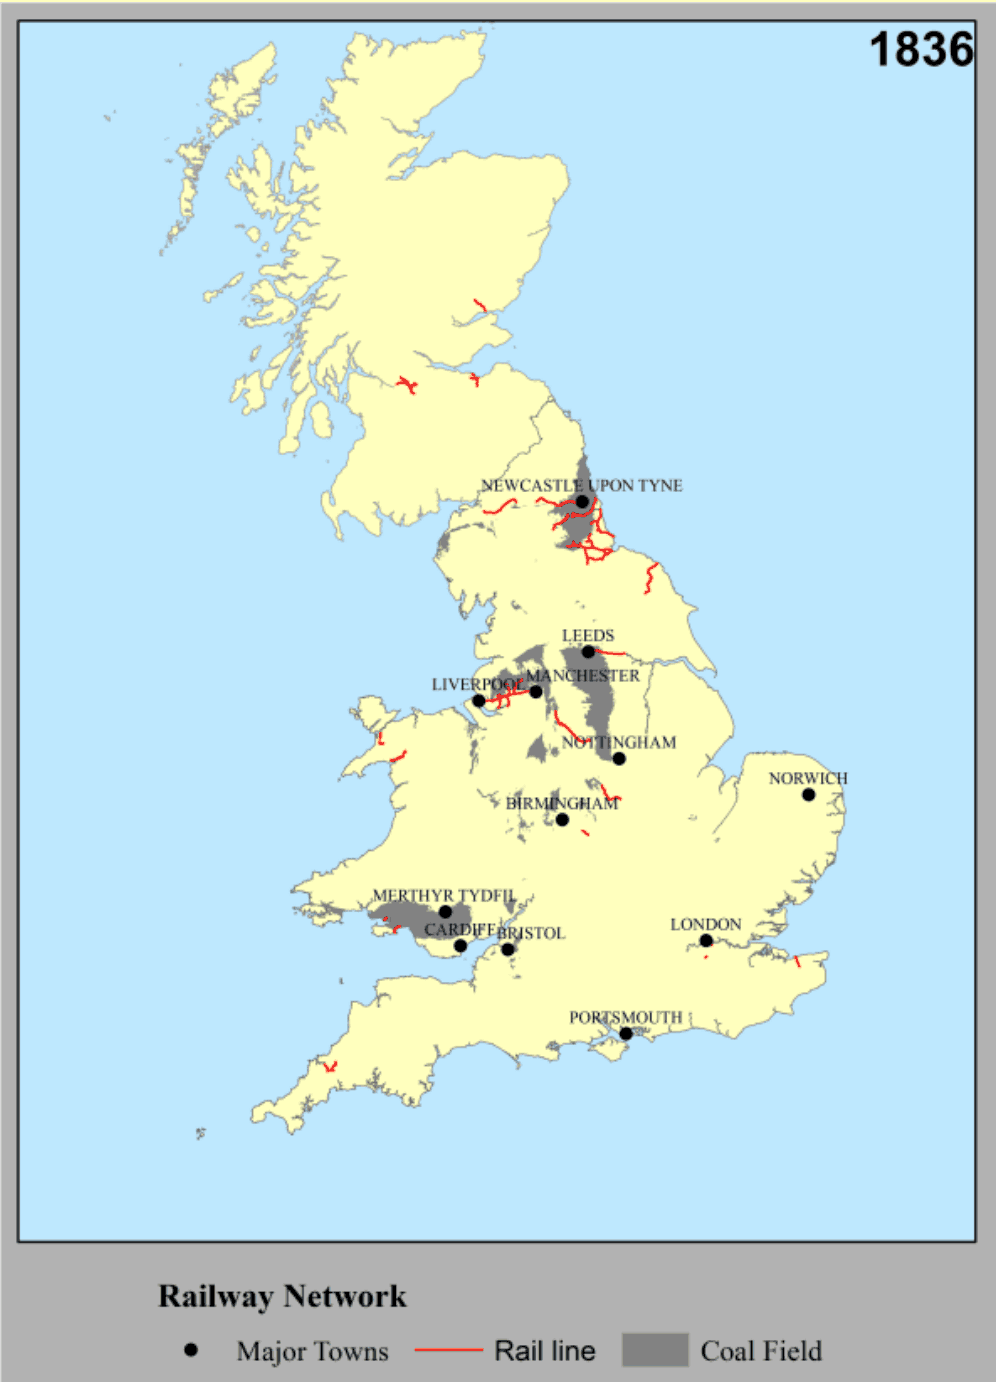 1836
NEWCASTLE UPON TYNE
LEEDS
MANCHESTER
LIVERPOOL
NOTTINGHAM
NORWICH
BIRMINGHAM
MERTHYR TYDFIL
LONDON
CARDIFF
BRISTOL
PORTSMOUTH
Railway Network
Major Towns
Rail line
Coal Field